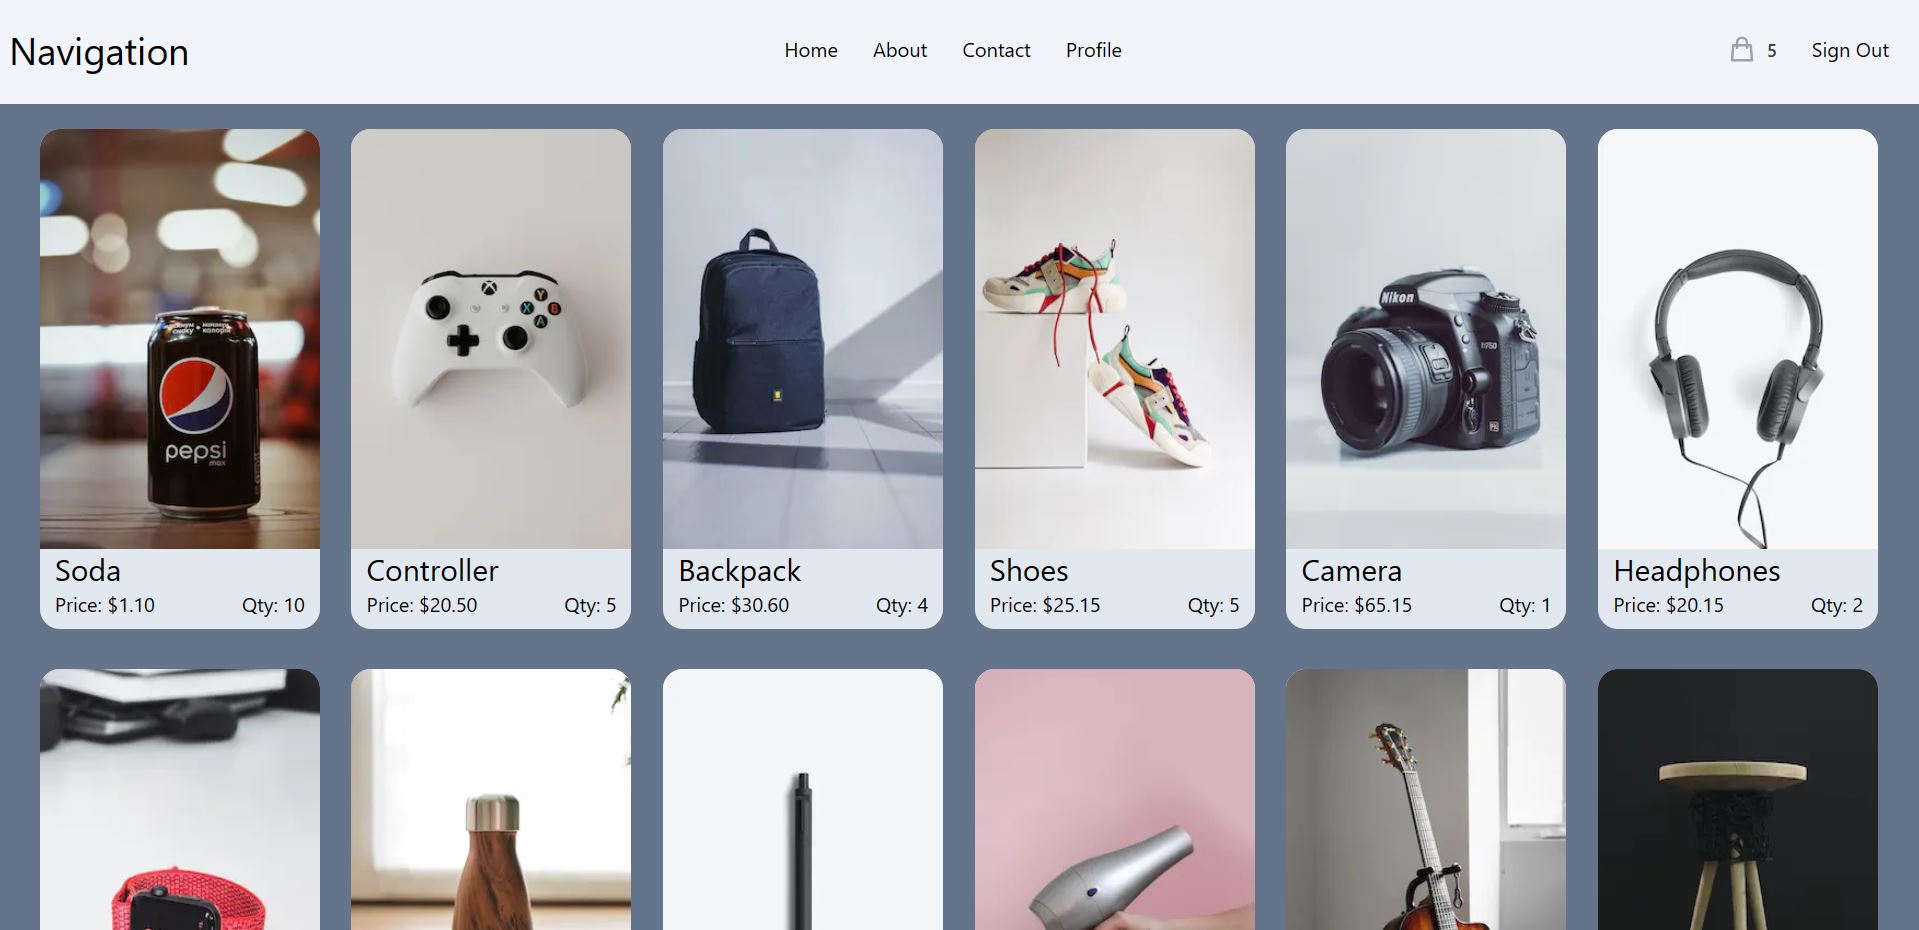 Navigation
Home About Contact Profile
5 Sign Out
pepsi
max
Y
X B
A
Nikon
D750
Soda
Price: $1.10 Qty: 10
Controller
Price: $20.50 Qty: 5
Backpack
Price: $30.60 Qty: 4
Shoes
Price: $25.15 Qty: 5
Camera
Price: $65.15 Qty: 1
Headphones
Price: $20.15 Qty: 2